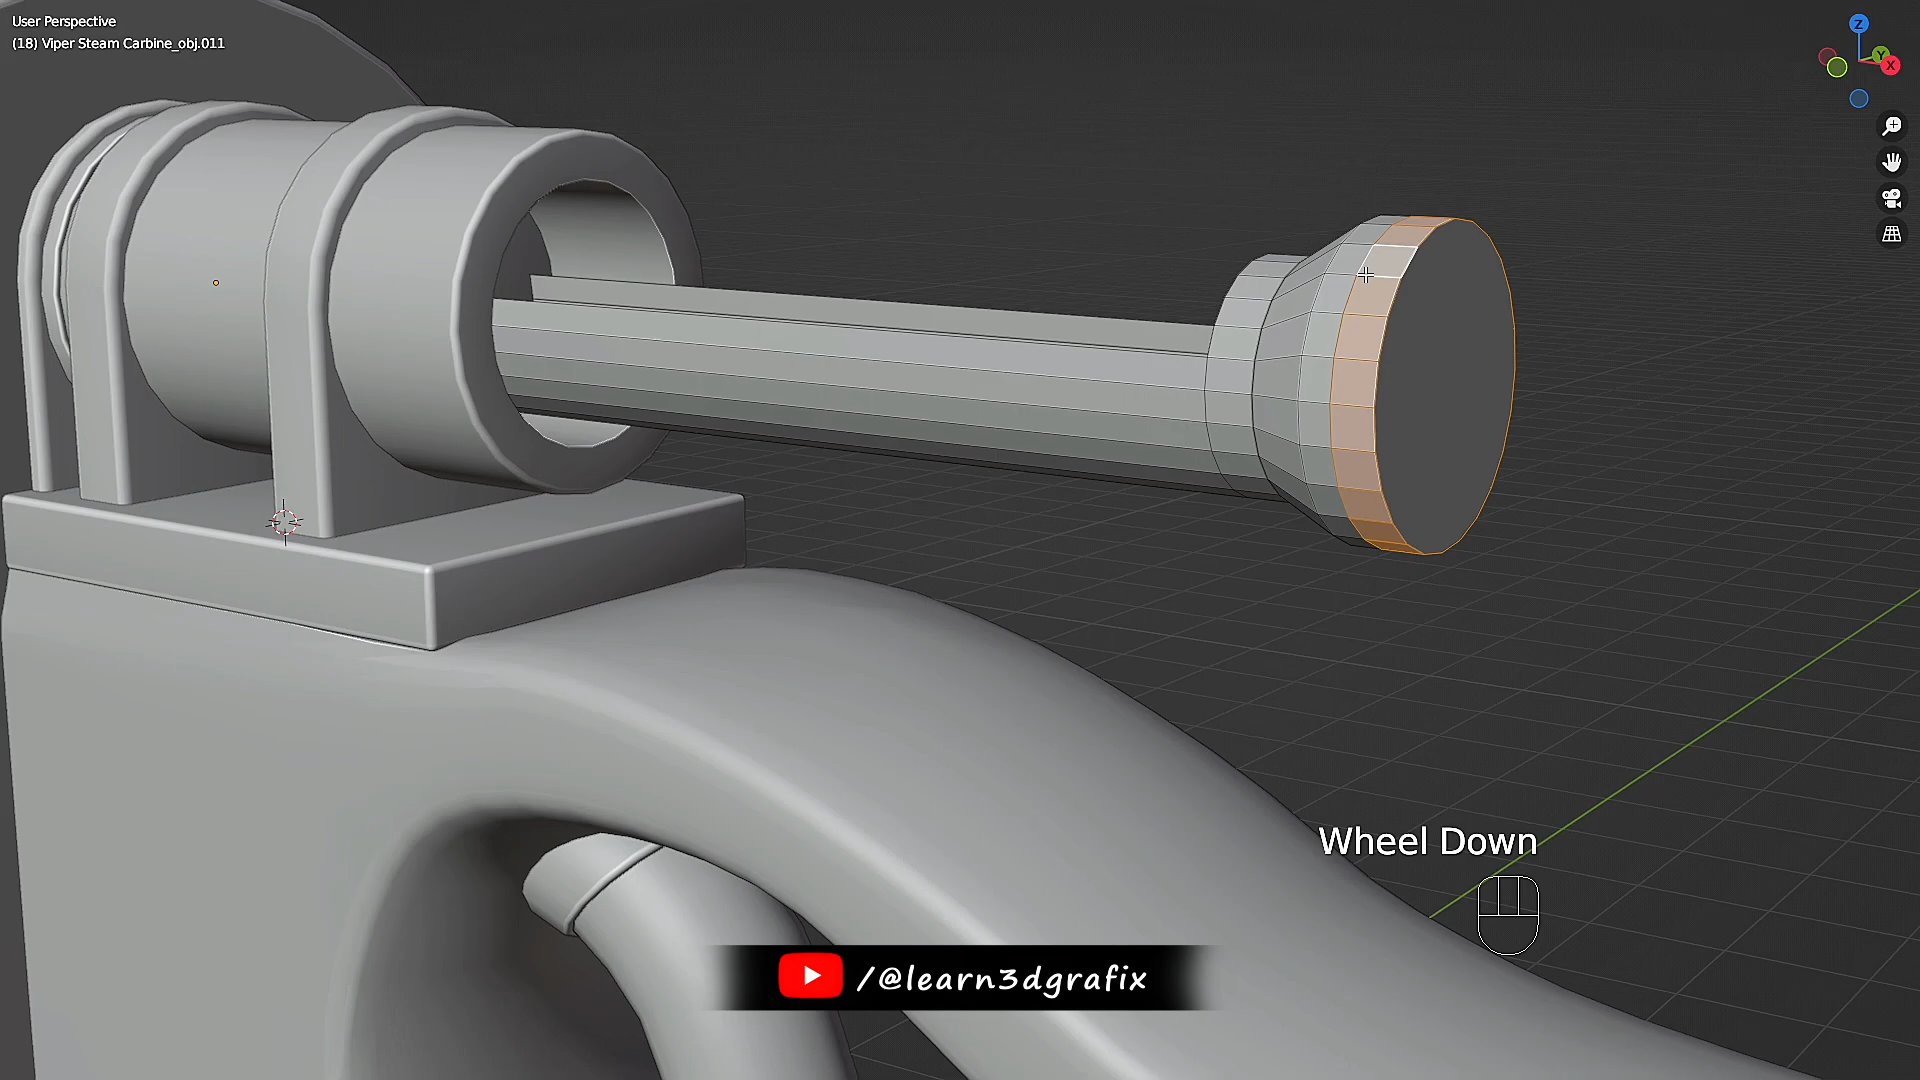 User Perspective
(18) Viper Steam Carbine_obj.011
Z
Y
X
Wheel Down
/@learn3dgrafix